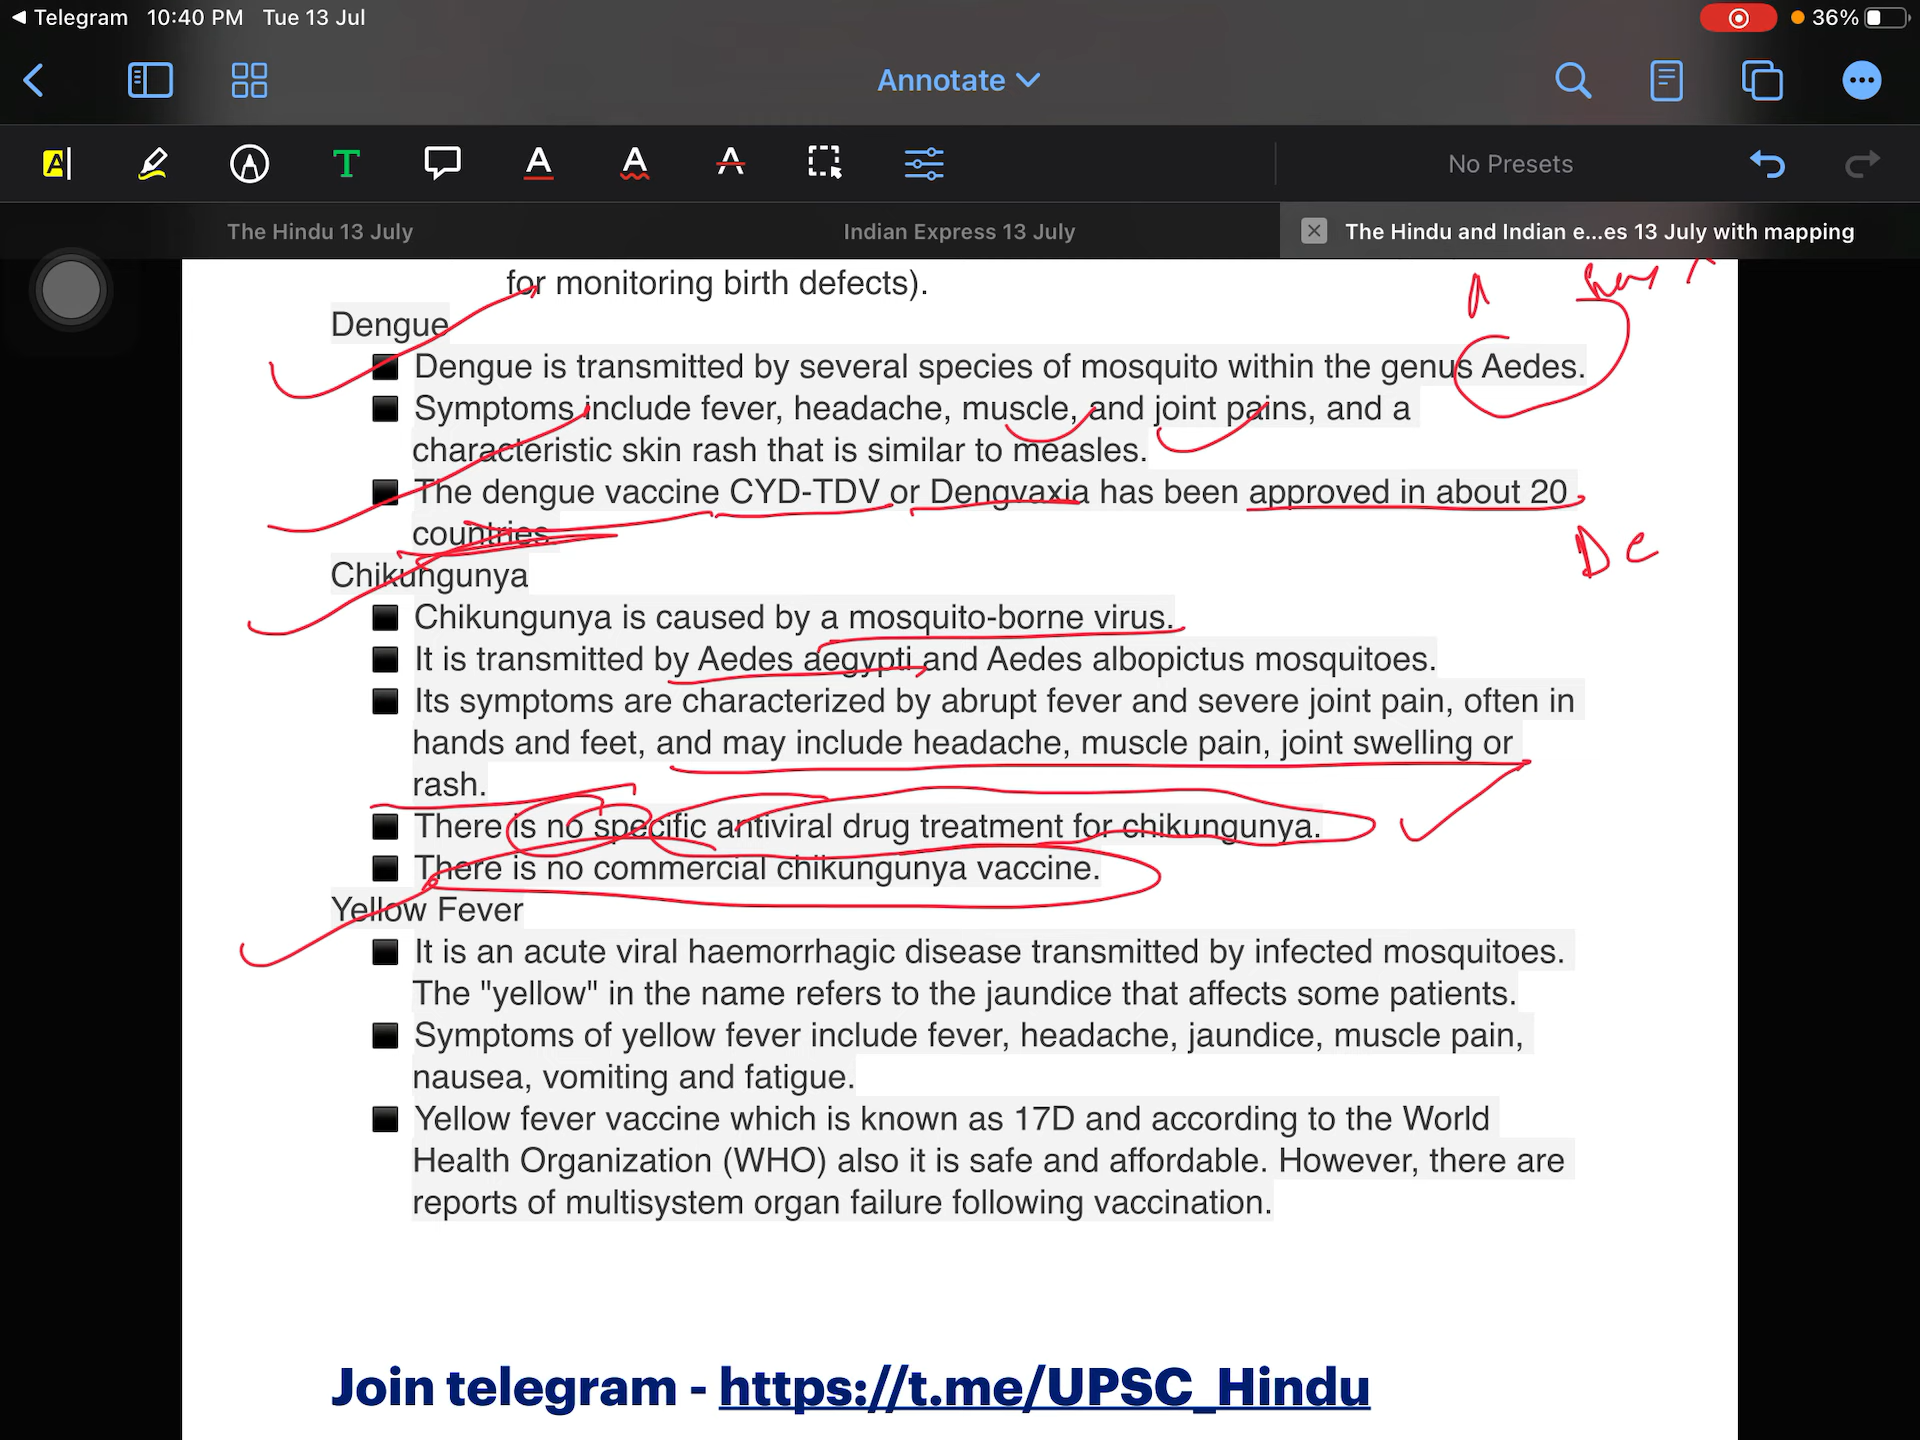 Telegram 10:40 PM Tue 13 Jul 36%
Annotate
A T A A A No Presets
The Hindu 13 July Indian Express 13 July The Hindu and Indian e...es 13 July with mapping
for monitoring birth defects).
Dengue
Dengue is transmitted by several species of mosquito within the genus Aedes.
Symptoms include fever, headache, muscle, and joint pains, and a
characteristic skin rash that is similar to measles.
The dengue vaccine CYD-TDV or Dengvaxia has been approved in about 20
countries.
De
Chikungunya
Chikungunya is caused by a mosquito-borne virus.
It is transmitted by Aedes aegypti and Aedes albopictus mosquitoes.
Its symptoms are characterized by abrupt fever and severe joint pain, often in
hands and feet, and may include headache, muscle pain, joint swelling or
rash.
There is no specific antiviral drug treatment for chikungunya.
There is no commercial chikungunya vaccine.
Yellow Fever
It is an acute viral haemorrhagic disease transmitted by infected mosquitoes.
The "yellow" in the name refers to the jaundice that affects some patients.
Symptoms of yellow fever include fever, headache, jaundice, muscle pain,
nausea, vomiting and fatigue.
Yellow fever vaccine which is known as 17D and according to the World
Health Organization (WHO) also it is safe and affordable. However, there are
reports of multisystem organ failure following vaccination.
Join telegram - https://t.me/UPSC_Hindu